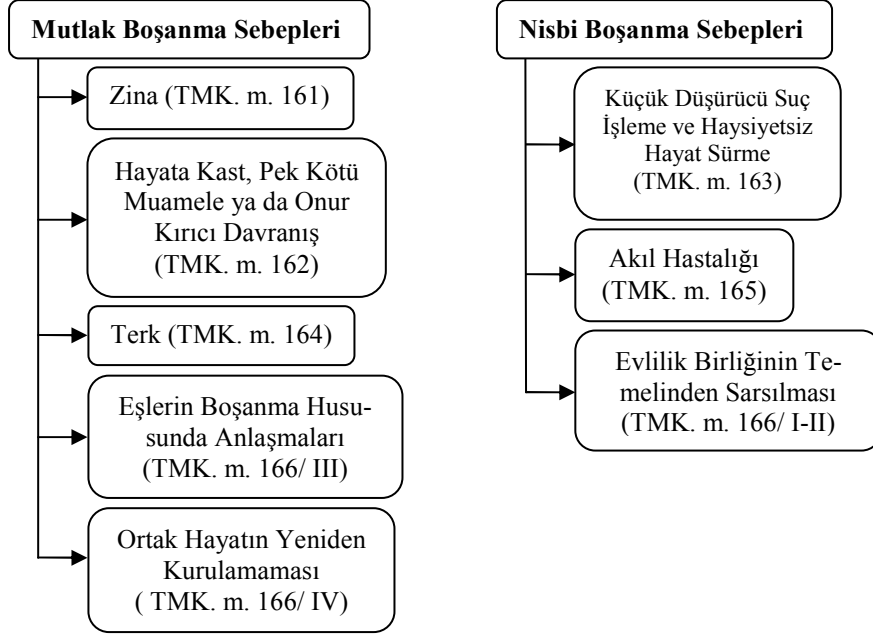 Mutlak Boşanma Sebepleri
Zina (TMK. m. 161)
Hayata Kast, Pek Kötü
Muamele ya da Onur
Kırıcı Davranış
(TMK. m. 162)
Terk (TMK. m. 164)
Eşlerin Boşanma Husu-
sunda Anlaşmaları
(TMK. m. 166/ III)
Ortak Hayatın Yeniden
Kurulamaması
( TMK. m. 166/ IV)
Nisbi Boşanma Sebepleri
Küçük Düşürücü Suç
İşleme ve Haysiyetsiz
Hayat Sürme
(TMK. m. 163)
Akıl Hastalığı
(TMK. m. 165)
Evlilik Birliğinin Te-
melinden Sarsılması
(TMK. m. 166/ I-II)